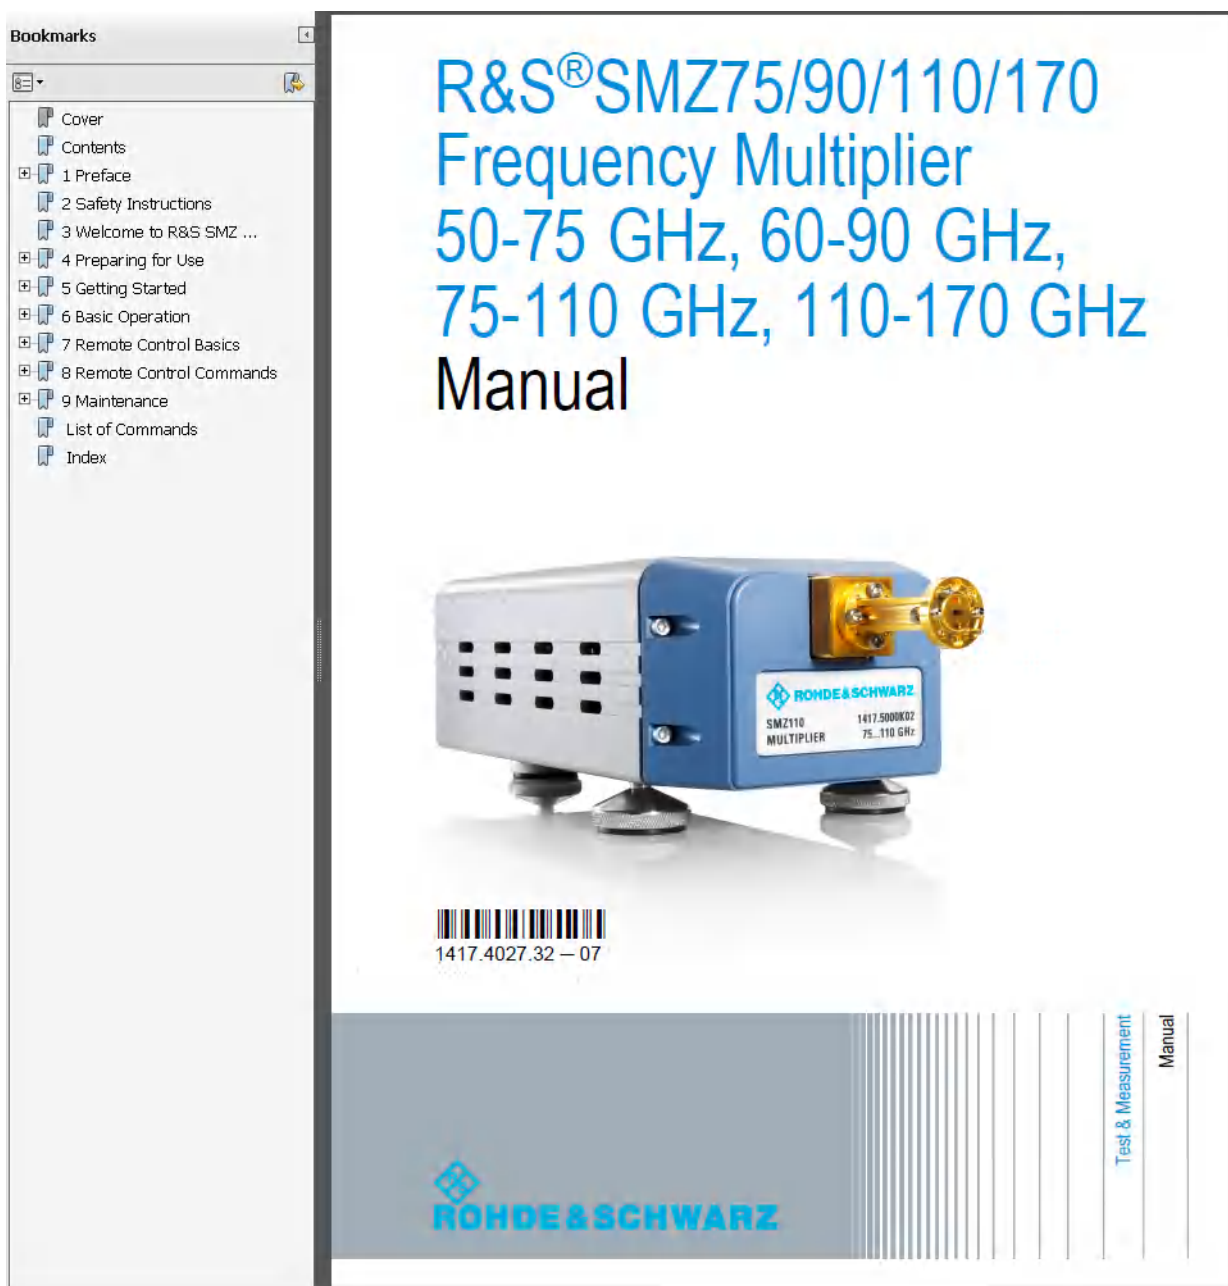 Bookmarks
Cover
Contents
1 Preface
2 Safety Instructions
3 Welcome to R&S SMZ ...
4 Preparing for Use
5 Getting Started
6 Basic Operation
7 Remote Control Basics
8 Remote Control Commands
9 Maintenance
List of Commands
Index
R&S®SMZ75/90/110/170
Frequency Multiplier
50-75 GHz, 60-90 GHz,
75-110 GHz, 110-170 GHz
Manual
ROHDE&SCHWARZ
SMZ110 1417.5000K02
MULTIPLIER 75...110 GHz
1417.4027.32 – 07
Test & Measurement
Manual
ROHDE&SCHWARZ